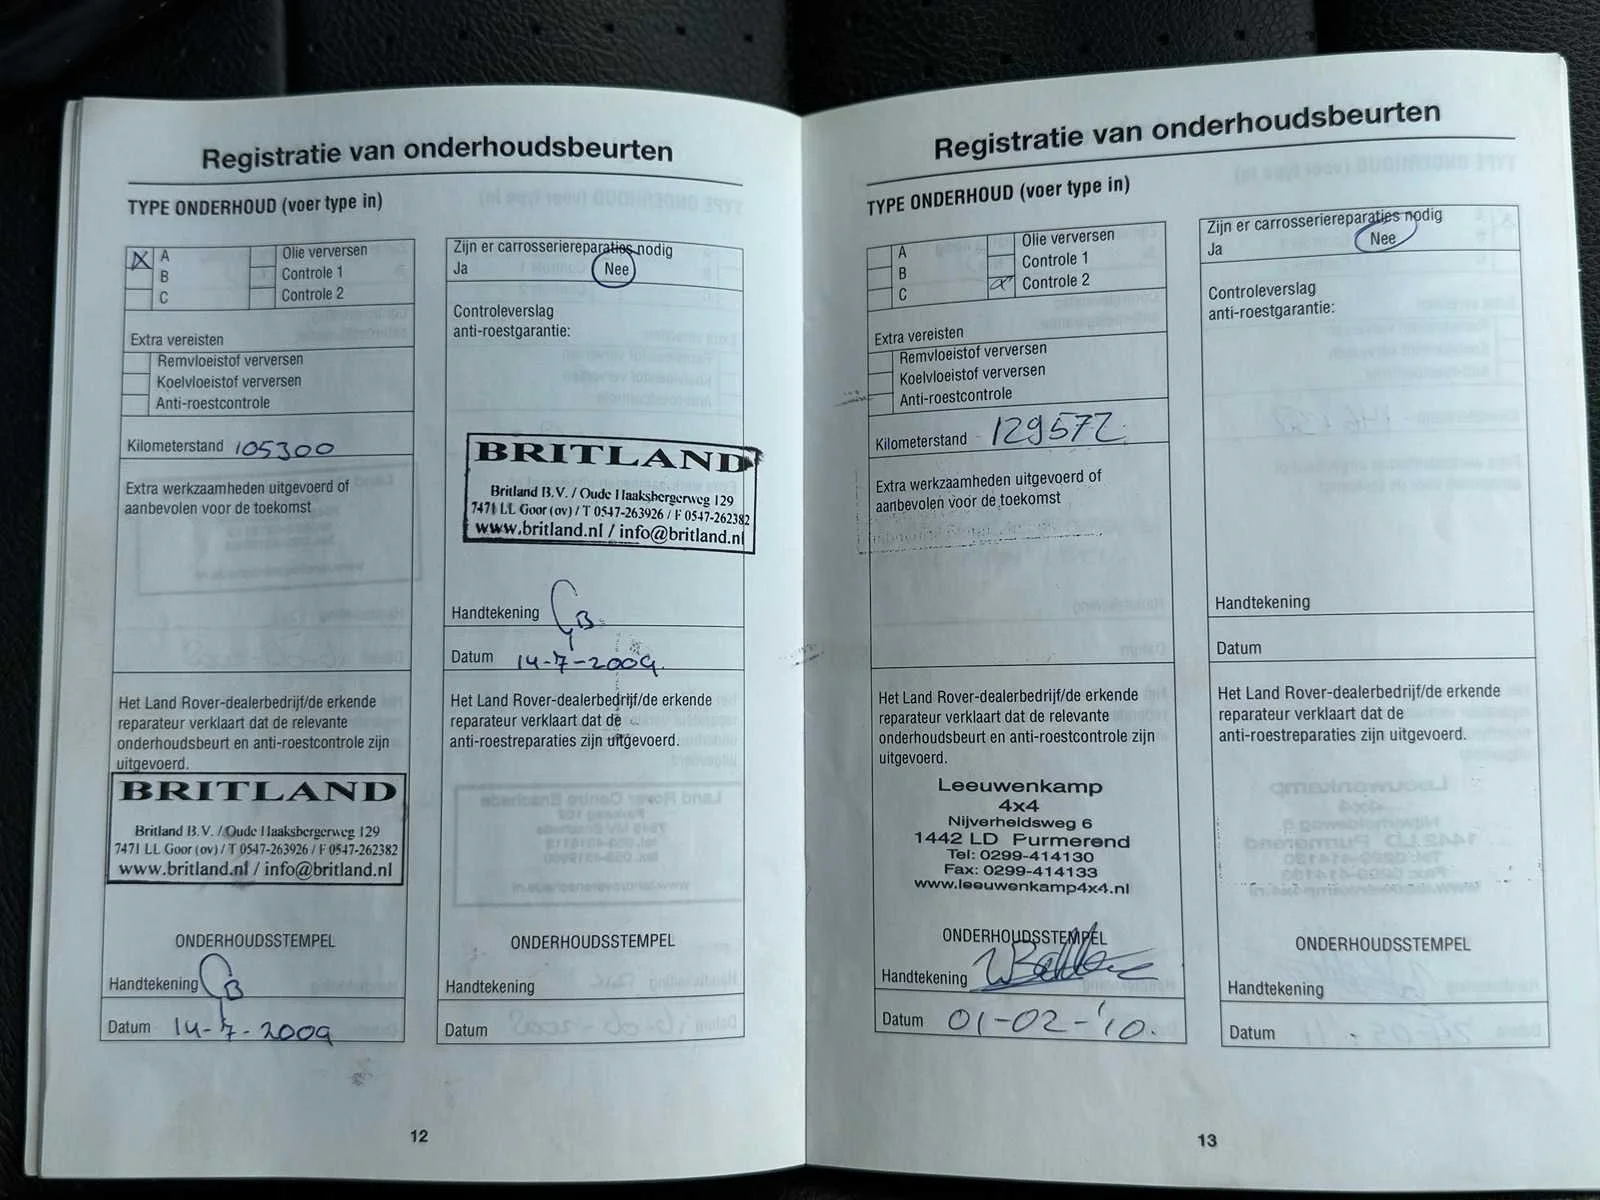 Registratie van onderhoudsbeurten
TYPE ONDERHOUD (voer type in)
X A
B
C
Olie verversen
Controle 1
Controle 2
Extra vereisten
Remvloeistof verversen
Koelvloeistof verversen
Anti-roestcontrole
Kilometerstand 105300
Extra werkzaamheden uitgevoerd of
aanbevolen voor de toekomst
Het Land Rover-dealerbedrijf/de erkende
reparateur verklaart dat de relevante
onderhoudsbeurt en anti-roestcontrole zijn
uitgevoerd.
BRITLAND
Britland B.V. / Oude Haaksbergerweg 129
7471 LL Goor (ov) / T 0547-263926 / F 0547-262382
www.britland.nl / info@britland.nl
ONDERHOUDSSTEMPEL
Handtekening
Datum 14-7-2009
Zijn er carrosseriereparaties nodig
Ja Nee
Controleverslag
anti-roestgarantie:
BRITLAND
Britland B.V. / Oude Haaksbergerweg 129
7471 LL Goor (ov) / T 0547-263926 / F 0547-262382
www.britland.nl / info@britland.nl
Handtekening
Datum 14-7-2009
Het Land Rover-dealerbedrijf/de erkende
reparateur verklaart dat de
anti-roestreparaties zijn uitgevoerd.
ONDERHOUDSSTEMPEL
Handtekening
Datum
12
Registratie van onderhoudsbeurten
TYPE ONDERHOUD (voer type in)
A
B
C
Olie verversen
Controle 1
Controle 2
Extra vereisten
Remvloeistof verversen
Koelvloeistof verversen
Anti-roestcontrole
Kilometerstand 129572
Extra werkzaamheden uitgevoerd of
aanbevolen voor de toekomst
Het Land Rover-dealerbedrijf/de erkende
reparateur verklaart dat de relevante
onderhoudsbeurt en anti-roestcontrole zijn
uitgevoerd.
Leeuwenkamp
4x4
Nijverheidsweg 6
1442 LD Purmerend
Tel: 0299-414130
Fax: 0299-414133
www.leeuwenkamp4x4.nl
ONDERHOUDSSTEMPEL
Handtekening
Datum 01-02-'10.
Zijn er carrosseriereparaties nodig
Ja Nee
Controleverslag
anti-roestgarantie:
Handtekening
Datum
Het Land Rover-dealerbedrijf/de erkende
reparateur verklaart dat de
anti-roestreparaties zijn uitgevoerd.
ONDERHOUDSSTEMPEL
Handtekening
Datum
13